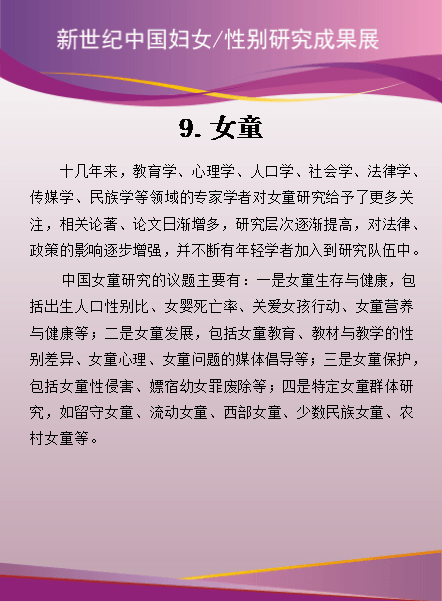 新世纪中国妇女/性别研究成果展
9. 女童
十几年来，教育学、心理学、人口学、社会学、法律学、
传媒学、民族学等领域的专家学者对女童研究给予了更多关
注，相关论著、论文日渐增多，研究层次逐渐提高，对法律、
政策的影响逐步增强，并不断有年轻学者加入到研究队伍中。
中国女童研究的议题主要有：一是女童生存与健康，包
括出生人口性别比、女婴死亡率、关爱女孩行动、女童营养
与健康等；二是女童发展，包括女童教育、教材与教学的性
别差异、女童心理、女童问题的媒体倡导等；三是女童保护，
包括女童性侵害、嫖宿幼女罪废除等；四是特定女童群体研
究，如留守女童、流动女童、西部女童、少数民族女童、农
村女童等。